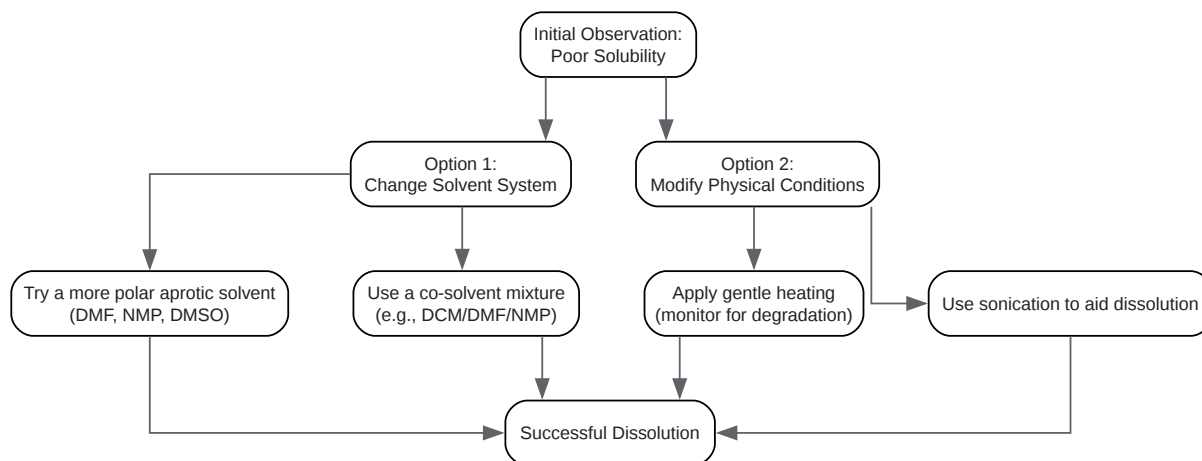 Initial Observation:
Poor Solubility
Option 1:
Change Solvent System
Option 2:
Modify Physical Conditions
Try a more polar aprotic solvent
(DMF, NMP, DMSO)
Use a co-solvent mixture
(e.g., DCM/DMF/NMP)
Apply gentle heating
(monitor for degradation)
Use sonication to aid dissolution
Successful Dissolution